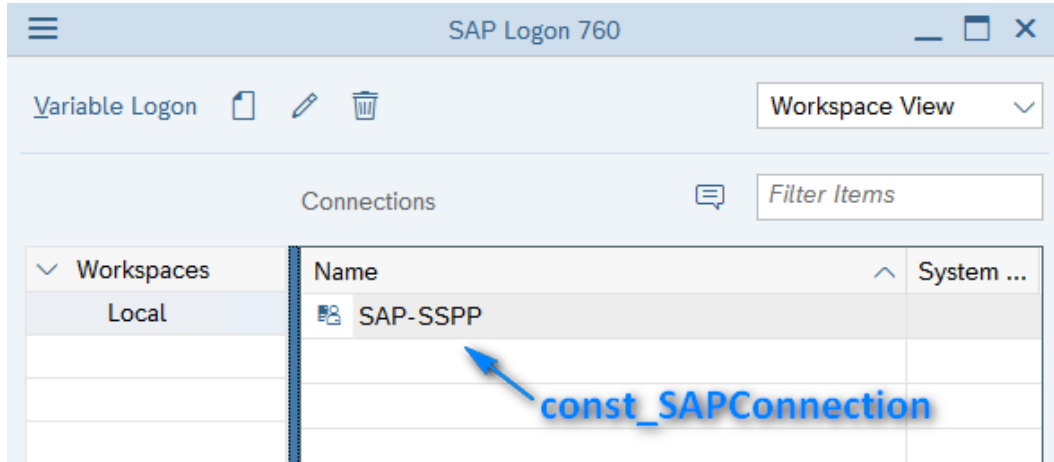 SAP Logon 760
Variable Logon
Workspace View
Connections
Filter Items
Workspaces
Name
System ...
Local
SAP-SSPP
const_SAPConnection